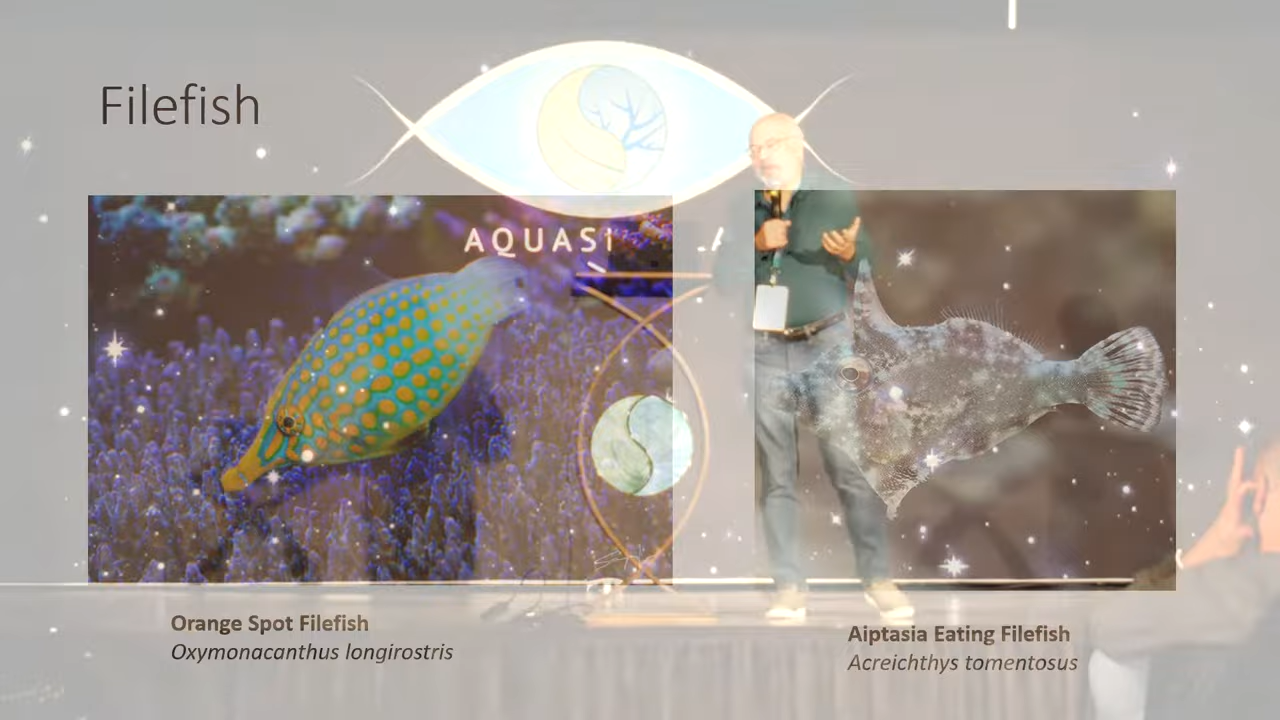 Filefish
AQUASI
Orange Spot Filefish
Oxymonacanthus longirostris
Aiptasia Eating Filefish
Acreichthys tomentosus